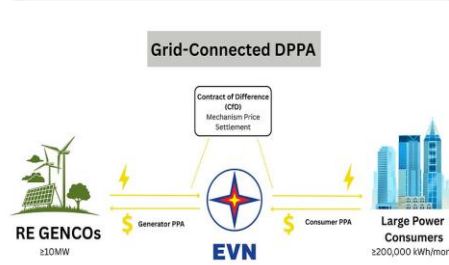 Grid-Connected DPPA
Contract of Difference
(CfD)
Mechanism Price
Settlement
$ Generator PPA
$ Consumer PPA
RE GENCOs
≥10MW
EVN
Large Power
Consumers
≥200,000 kWh/mon